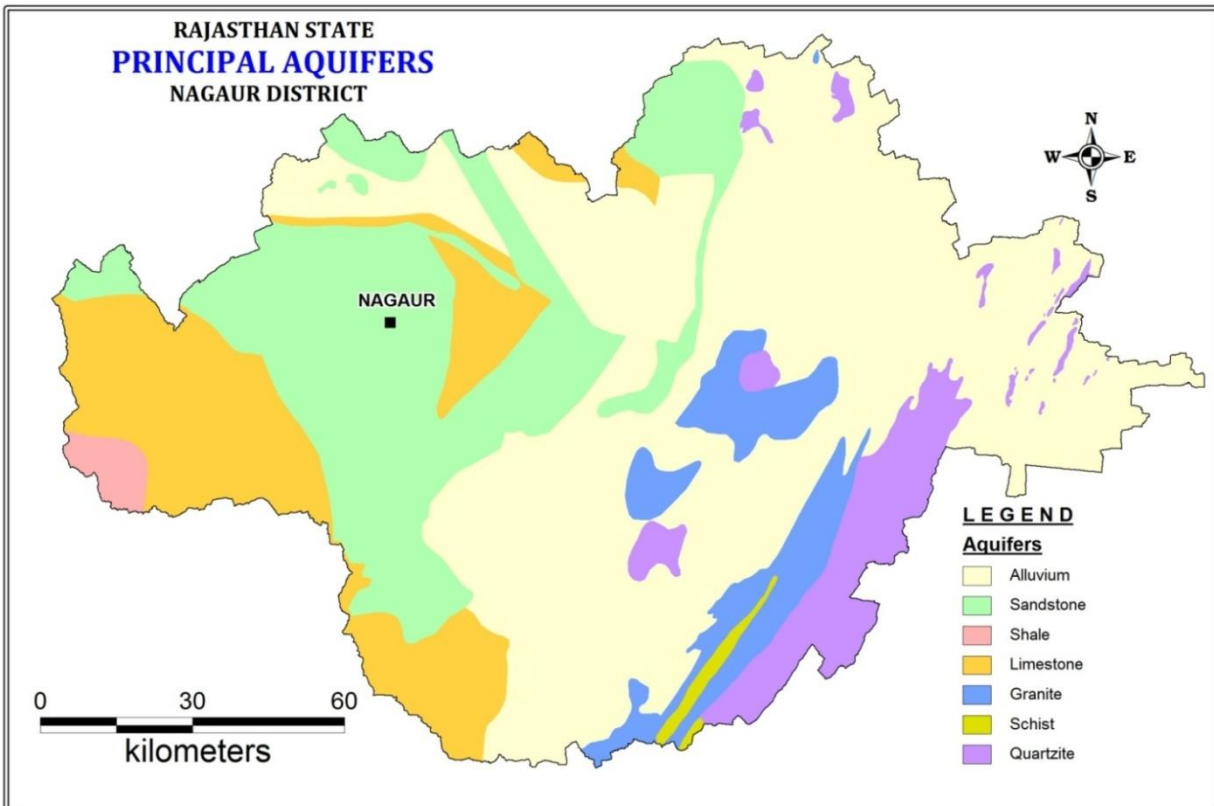 RAJASTHAN STATE
PRINCIPAL AQUIFERS
NAGAUR DISTRICT
N
W E
S
NAGAUR
LEGEND
Aquifers
Alluvium
Sandstone
Shale
Limestone
Granite
Schist
Quartzite
0 30 60
kilometers